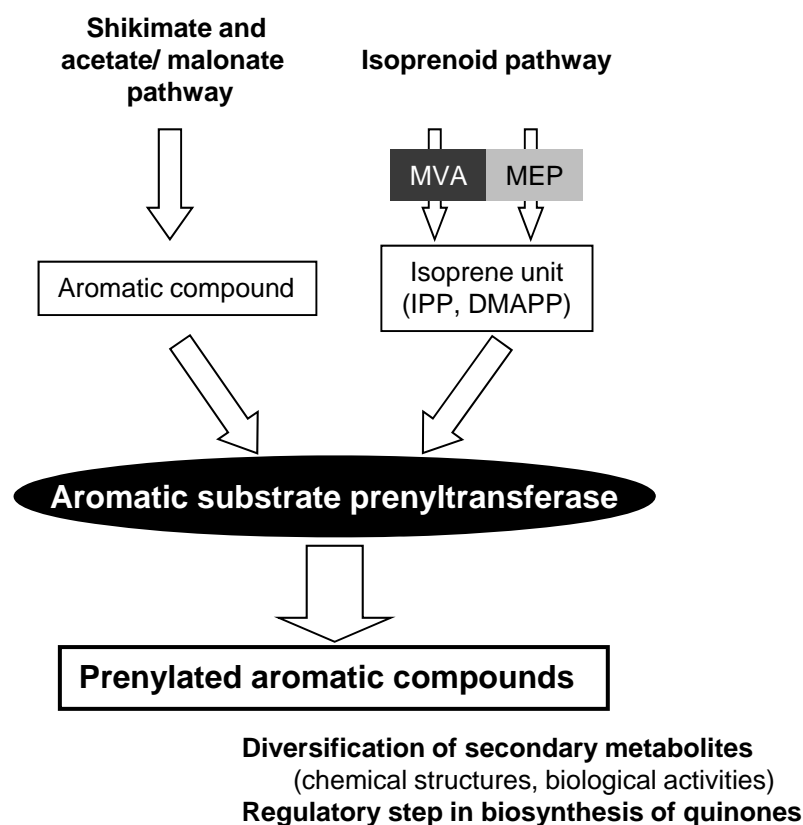 Shikimate and
acetate/ malonate
pathway
Isoprenoid pathway
MVA
MEP
Aromatic compound
Isoprene unit
(IPP, DMAPP)
Aromatic substrate prenyltransferase
Prenylated aromatic compounds
Diversification of secondary metabolites
(chemical structures, biological activities)
Regulatory step in biosynthesis of quinones